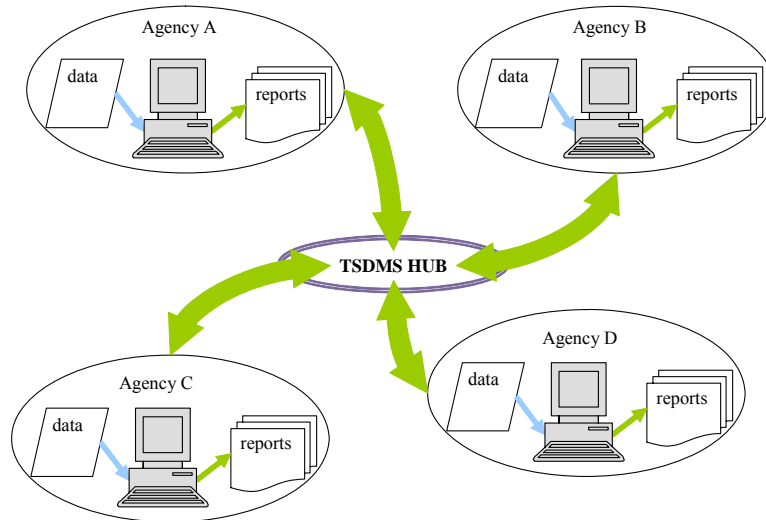 Agency A
data
reports
Agency B
data
reports
TSDMS HUB
Agency C
data
reports
Agency D
data
reports